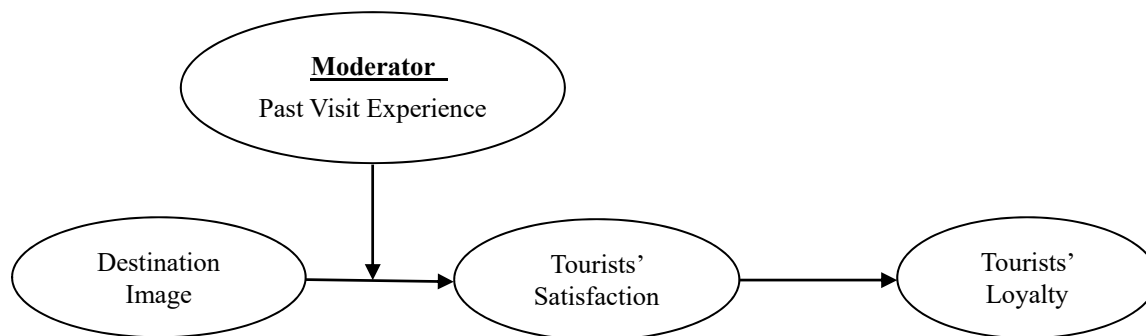 Moderator
Past Visit Experience
Destination
Image
Tourists’
Satisfaction
Tourists’
Loyalty